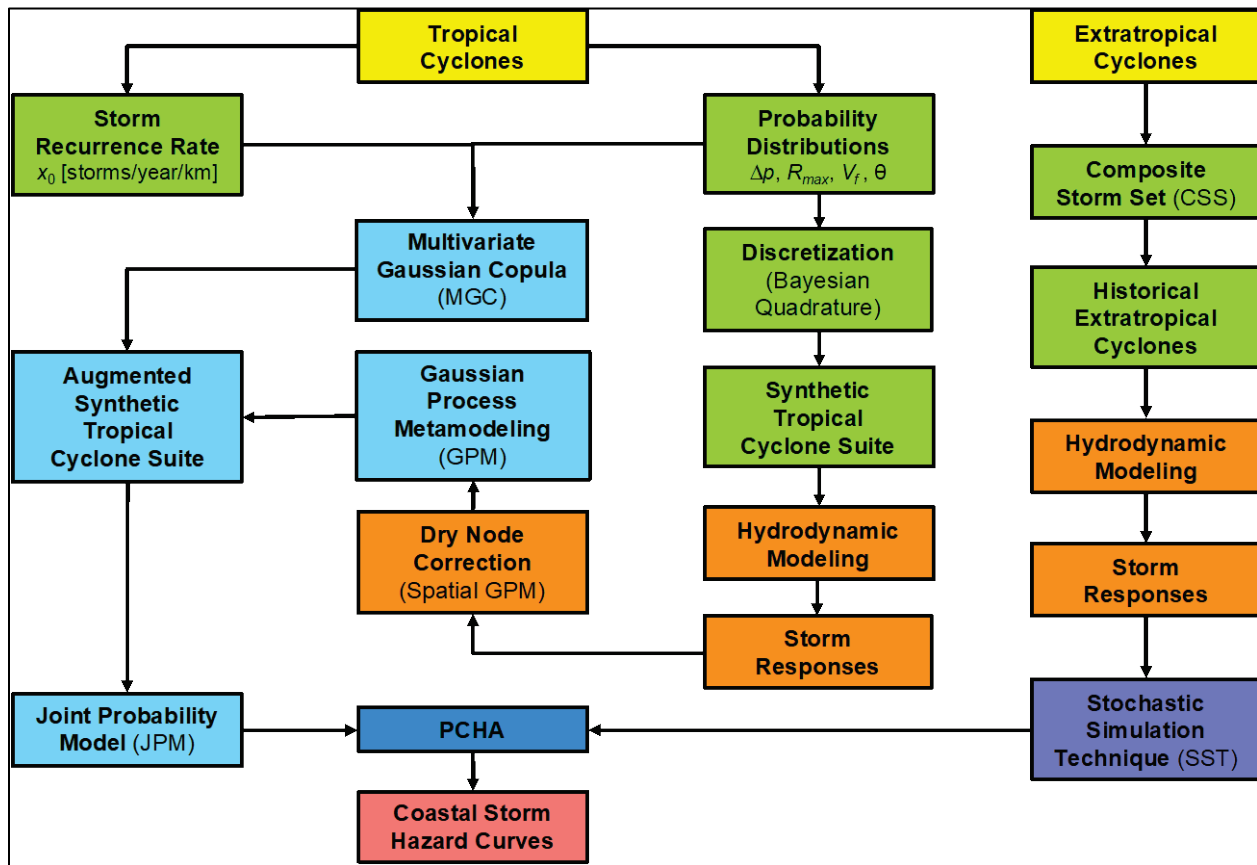 Tropical
Cyclones
Extratropical
Cyclones
Storm
Recurrence Rate
x₀ [storms/year/km]
Probability
Distributions
Δp, Rmax, Vf, θ
Composite
Storm Set (CSS)
Multivariate
Gaussian Copula
(MGC)
Discretization
(Bayesian
Quadrature)
Historical
Extratropical
Cyclones
Augmented
Synthetic
Tropical
Cyclone Suite
Gaussian
Process
Metamodeling
(GPM)
Synthetic
Tropical
Cyclone Suite
Hydrodynamic
Modeling
Dry Node
Correction
(Spatial GPM)
Hydrodynamic
Modeling
Storm
Responses
Storm
Responses
Joint Probability
Model (JPM)
PCHA
Stochastic
Simulation
Technique (SST)
Coastal Storm
Hazard Curves